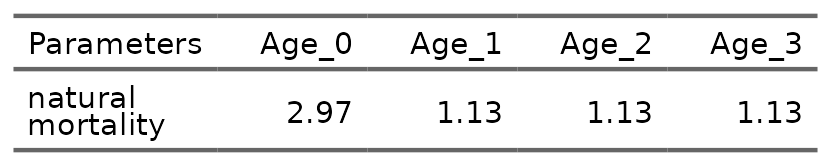 Parameters Age_0 Age_1 Age_2 Age_3
natural
mortality 2.97 1.13 1.13 1.13